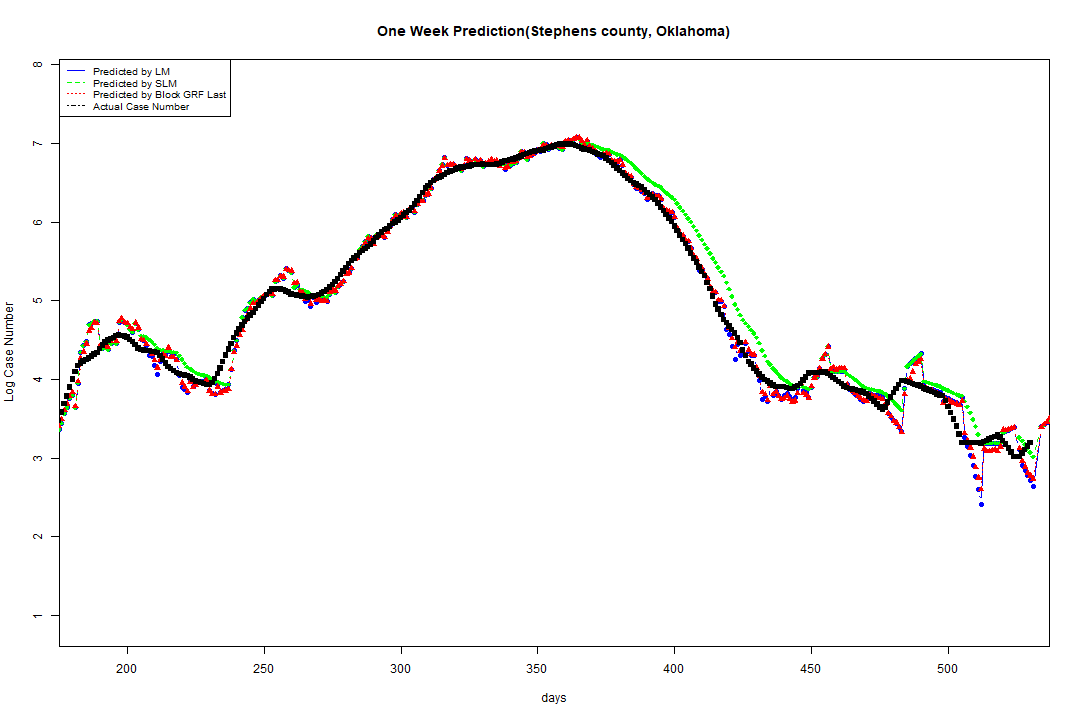 One Week Prediction(Stephens county, Oklahoma)
Predicted by LM
Predicted by SLM
Predicted by Block GRF Last
Actual Case Number
8
7
6
5
4
3
2
1
Log Case Number
200 250 300 350 400 450 500
days